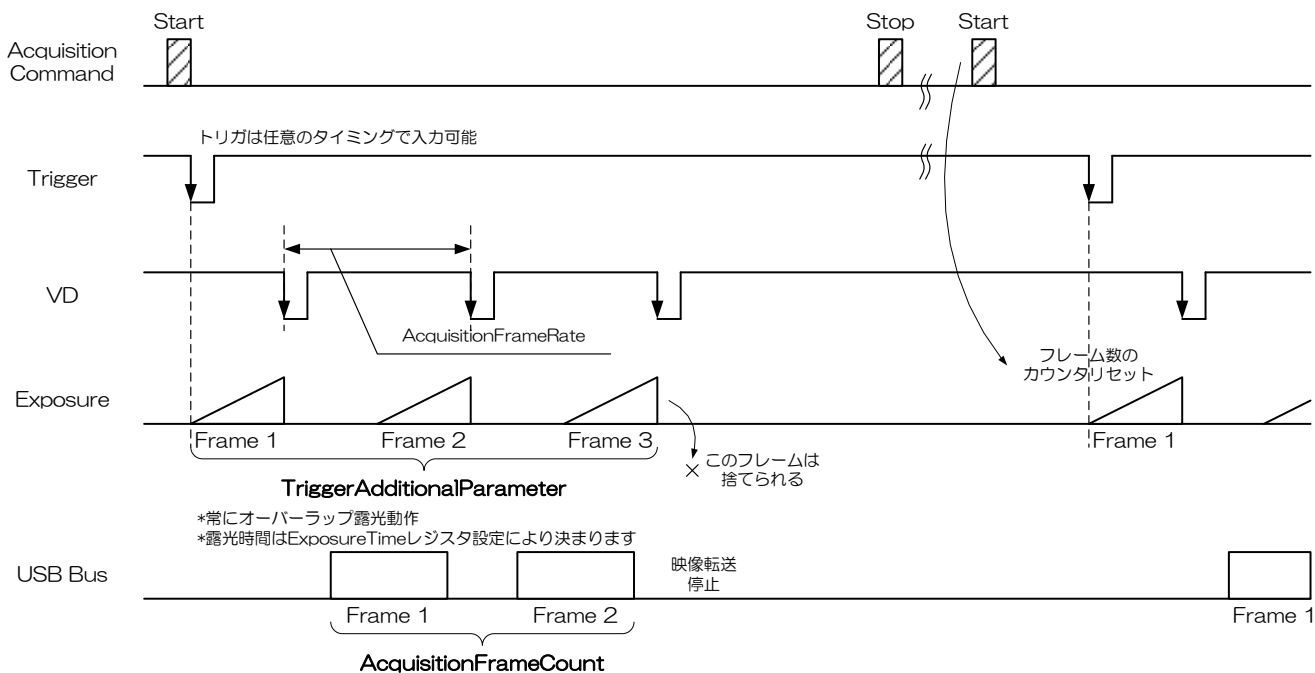 Start
Stop
Start
Acquisition
Command
トリガは任意のタイミングで入力可能
Trigger
VD
AcquisitionFrameRate
フレーム数の
カウンタリセット
Exposure
Frame 1
Frame 2
Frame 3
Frame 1
このフレームは
捨てられる
TriggerAdditionalParameter
*常にオーバーラップ露光動作
*露光時間はExposureTimeレジスタ設定により決まります
USB Bus
映像転送
停止
Frame 1
Frame 2
Frame 1
AcquisitionFrameCount